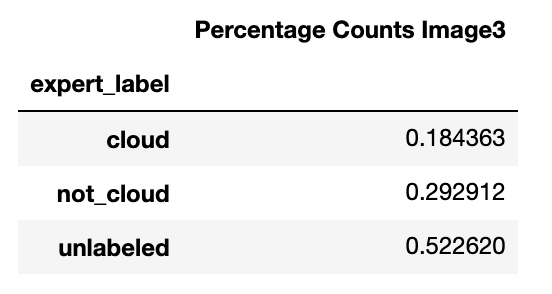 Percentage Counts Image3
expert_label
cloud 0.184363
not_cloud 0.292912
unlabeled 0.522620